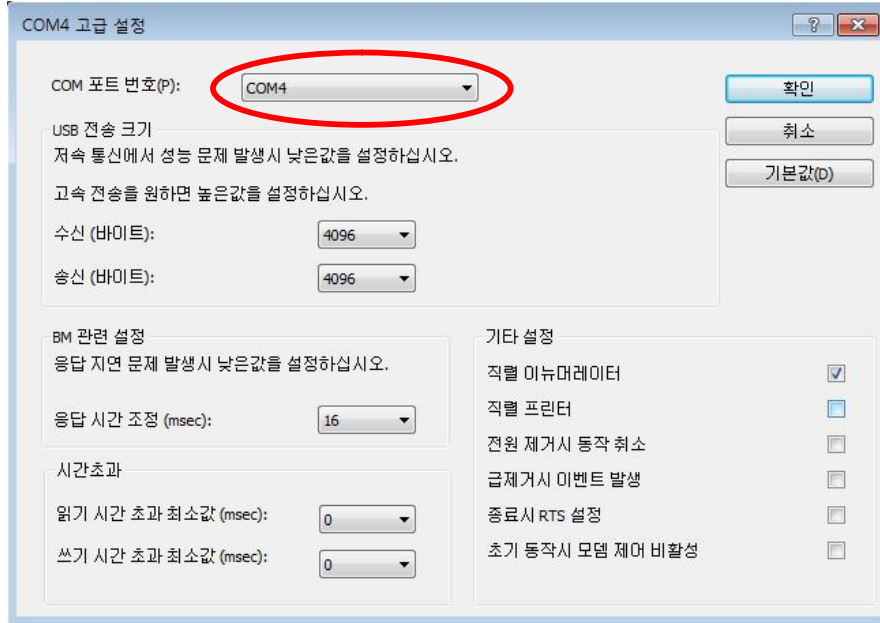 COM4 고급 설정
COM 포트 번호(P): COM4
확인
USB 전송 크기
취소
저속 통신에서 성능 문제 발생시 낮은값을 설정하십시오.
기본값(D)
고속 전송을 원하면 높은값을 설정하십시오.
수신 (바이트): 4096
송신 (바이트): 4096
BM 관련 설정
응답 지연 문제 발생시 낮은값을 설정하십시오.
응답 시간 조정 (msec): 16
시간초과
읽기 시간 초과 최소값 (msec): 0
쓰기 시간 초과 최소값 (msec): 0
기타 설정
직렬 이뉴머레이터
직렬 프린터
전원 제거시 동작 취소
급제거시 이벤트 발생
종료시 RTS 설정
초기 동작시 모뎀 제어 비활성